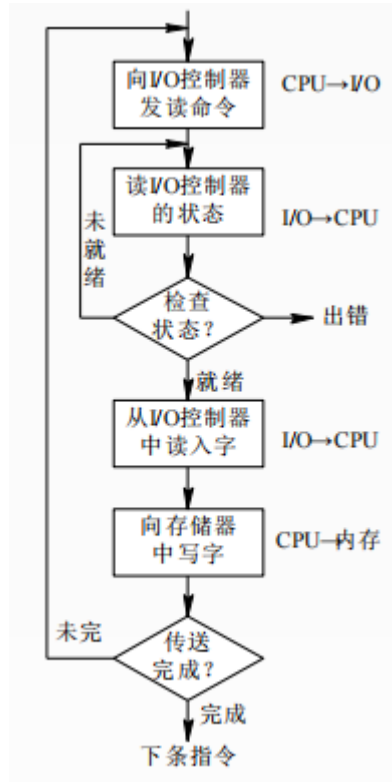 向I/O控制器
发读命令
CPU→I/O
读I/O控制器
的状态
I/O→CPU
未
就
绪
检查
状态？
出错
就绪
从I/O控制器
中读入字
I/O→CPU
向存储器
中写字
CPU→内存
未完
传送
完成？
完成
下条指令